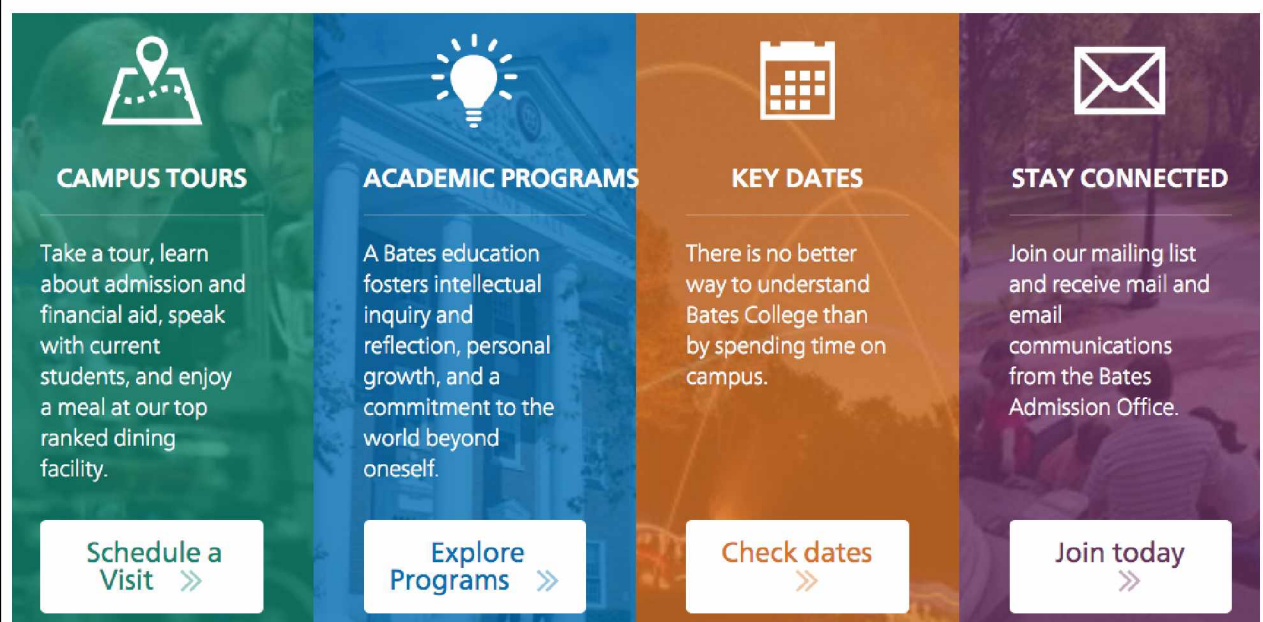 CAMPUS TOURS
Take a tour, learn
about admission and
financial aid, speak
with current
students, and enjoy
a meal at our top
ranked dining
facility.
Schedule a
Visit »
ACADEMIC PROGRAMS
A Bates education
fosters intellectual
inquiry and
reflection, personal
growth, and a
commitment to the
world beyond
oneself.
Explore
Programs »
KEY DATES
There is no better
way to understand
Bates College than
by spending time on
campus.
Check dates
»
STAY CONNECTED
Join our mailing list
and receive mail and
email
communications
from the Bates
Admission Office.
Join today
»